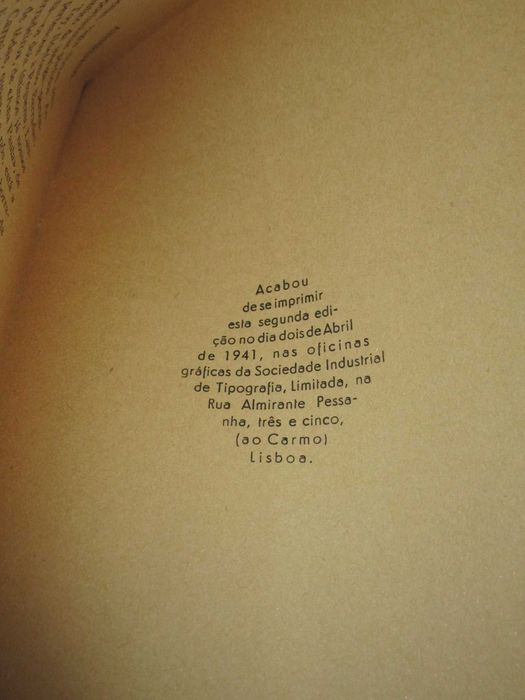 Acabou
de se imprimir
esta segunda edi-
ção no dia dois de Abril
de 1941, nas oficinas
gráficas da Sociedade Industrial
de Tipografia, Limitada, na
Rua Almirante Pessa-
nha, três e cinco,
(ao Carmo)
Lisboa.